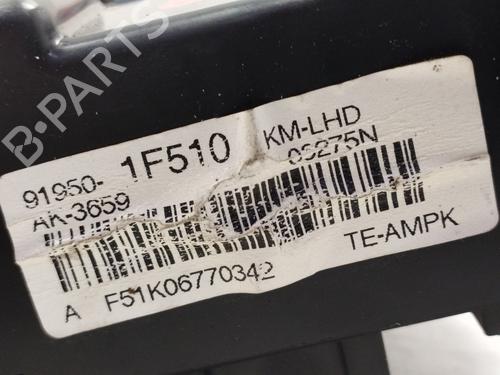 B-PARTS
91950- 1F510 KM-LHD
AK-3659 06275N
A F51K06770342 TE-AMPK